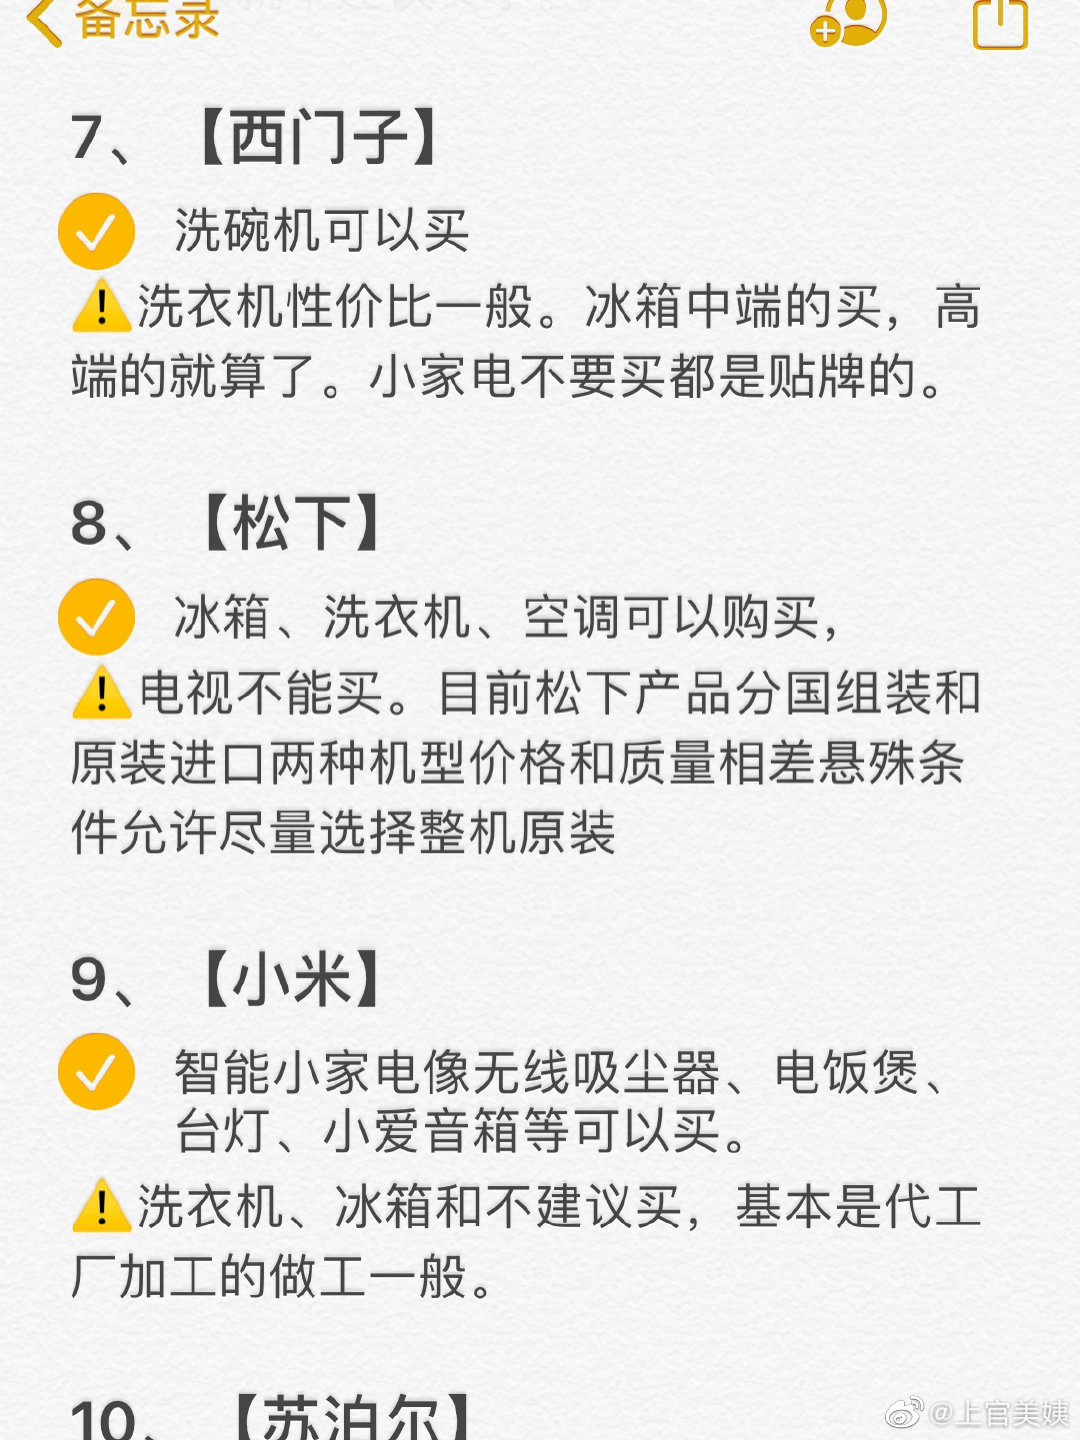 备忘录
7、【西门子】
洗碗机可以买
洗衣机性价比一般。冰箱中端的买，高
端的就算了。小家电不要买都是贴牌的。
8、【松下】
冰箱、洗衣机、空调可以购买，
电视不能买。目前松下产品分国组装和
原装进口两种机型价格和质量相差悬殊条
件允许尽量选择整机原装
9、【小米】
智能小家电像无线吸尘器、电饭煲、
台灯、小爱音箱等可以买。
洗衣机、冰箱和不建议买，基本是代工
厂加工的做工一般。
10、【苏泊尔】
@上官美姨